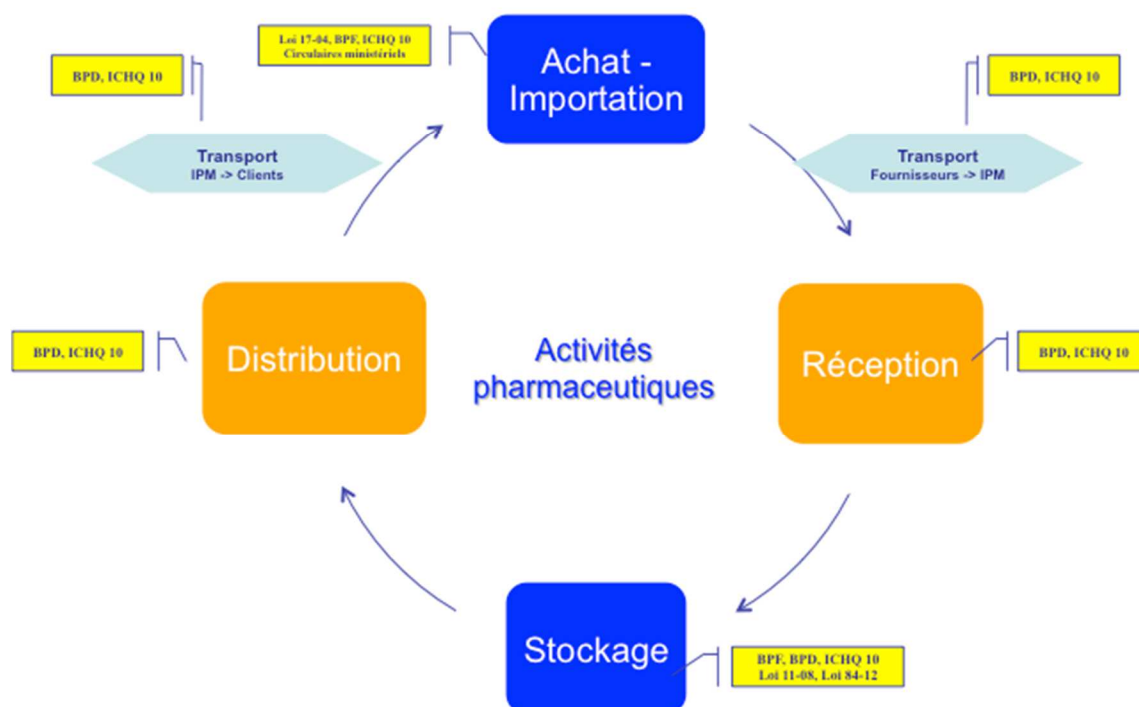 Loi 17-04, BPF, ICHQ 10
Circulaires ministériels
Achat -
Importation
BPD, ICHQ 10
BPD, ICHQ 10
Transport
IPM -> Clients
Transport
Fournisseurs -> IPM
Distribution
BPD, ICHQ 10
Activités
pharmaceutiques
Réception
BPD, ICHQ 10
Stockage
BPF, BPD, ICHQ 10
Loi 11-08, Loi 84-12